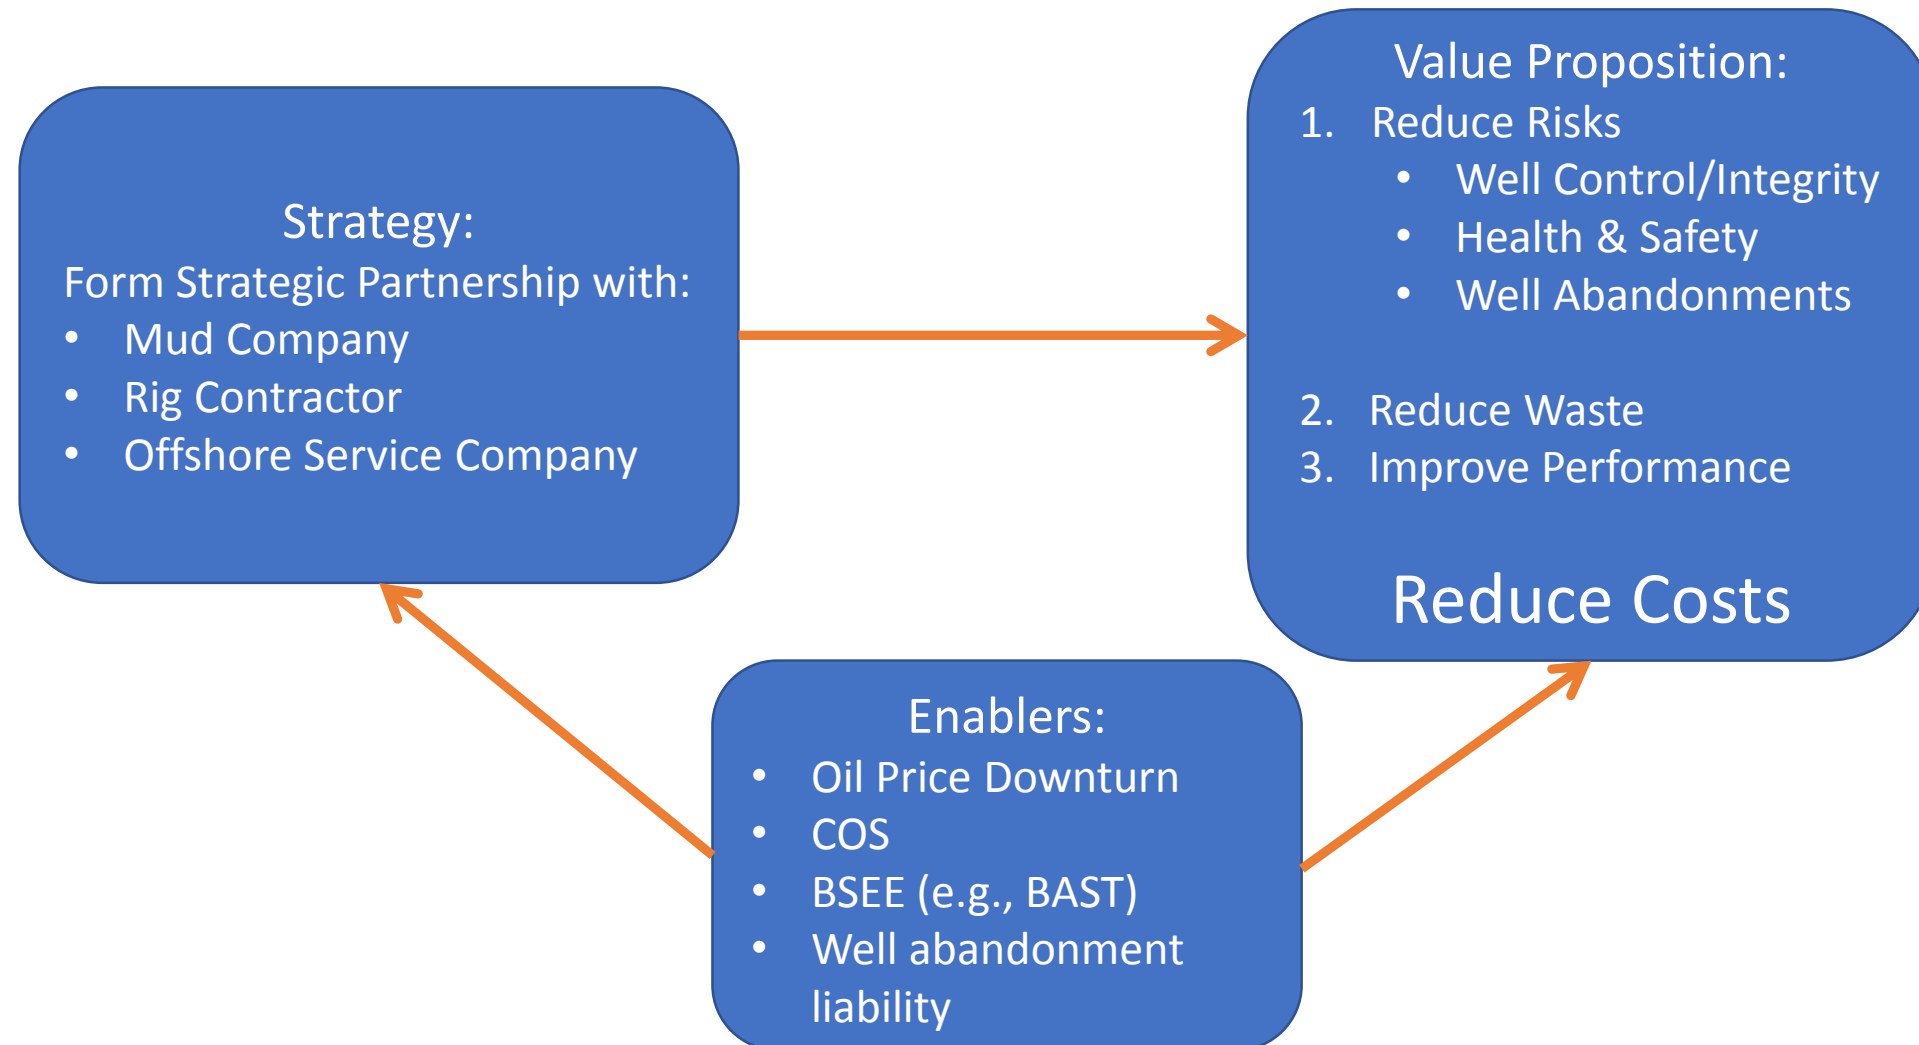 Strategy:
Form Strategic Partnership with:
• Mud Company
• Rig Contractor
• Offshore Service Company
Value Proposition:
1. Reduce Risks
• Well Control/Integrity
• Health & Safety
• Well Abandonments
2. Reduce Waste
3. Improve Performance
Reduce Costs
Enablers:
• Oil Price Downturn
• COS
• BSEE (e.g., BAST)
• Well abandonment
liability